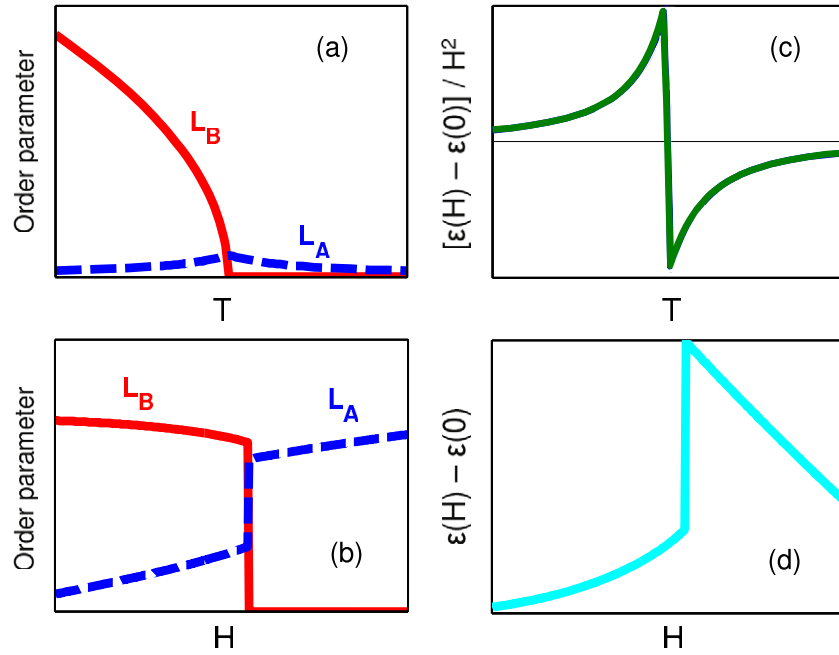 Order parameter
(a)
L_B
L_A
T
[ε(H) − ε(0)] / H²
(c)
T
Order parameter
L_B
L_A
(b)
H
ε(H) − ε(0)
(d)
H